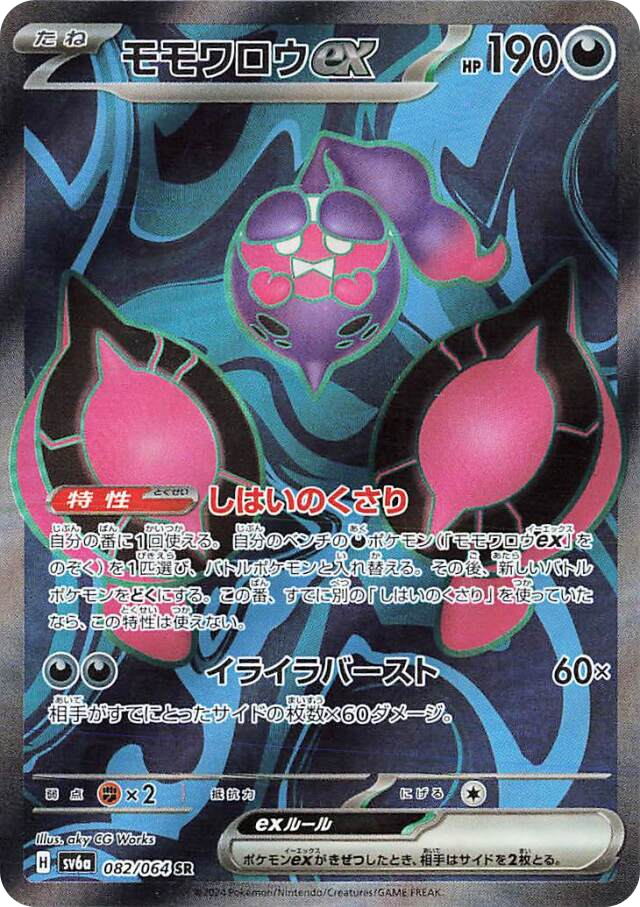 たね モモワロウex HP190
特性 とくせい しはいのくさり
自分の番に1回使える。自分のベンチの悪ポケモン(「モモワロウex」を
のぞく)を1匹選び、バトルポケモンと入れ替える。その後、新しいバトル
ポケモンをどくにする。この番、すでに別の「しはいのくさり」を使っていた
なら、この特性は使えない。
イライラバースト 60×
相手がすでにとったサイドの枚数×60ダメージ。
弱点 ×2 抵抗力 にげる
Illus. aky CG Works
exルール
ポケモンexがきぜつしたとき、相手はサイドを2枚とる。
H sv6a 082/064 SR
©2024 Pokémon/Nintendo/Creatures/GAME FREAK.